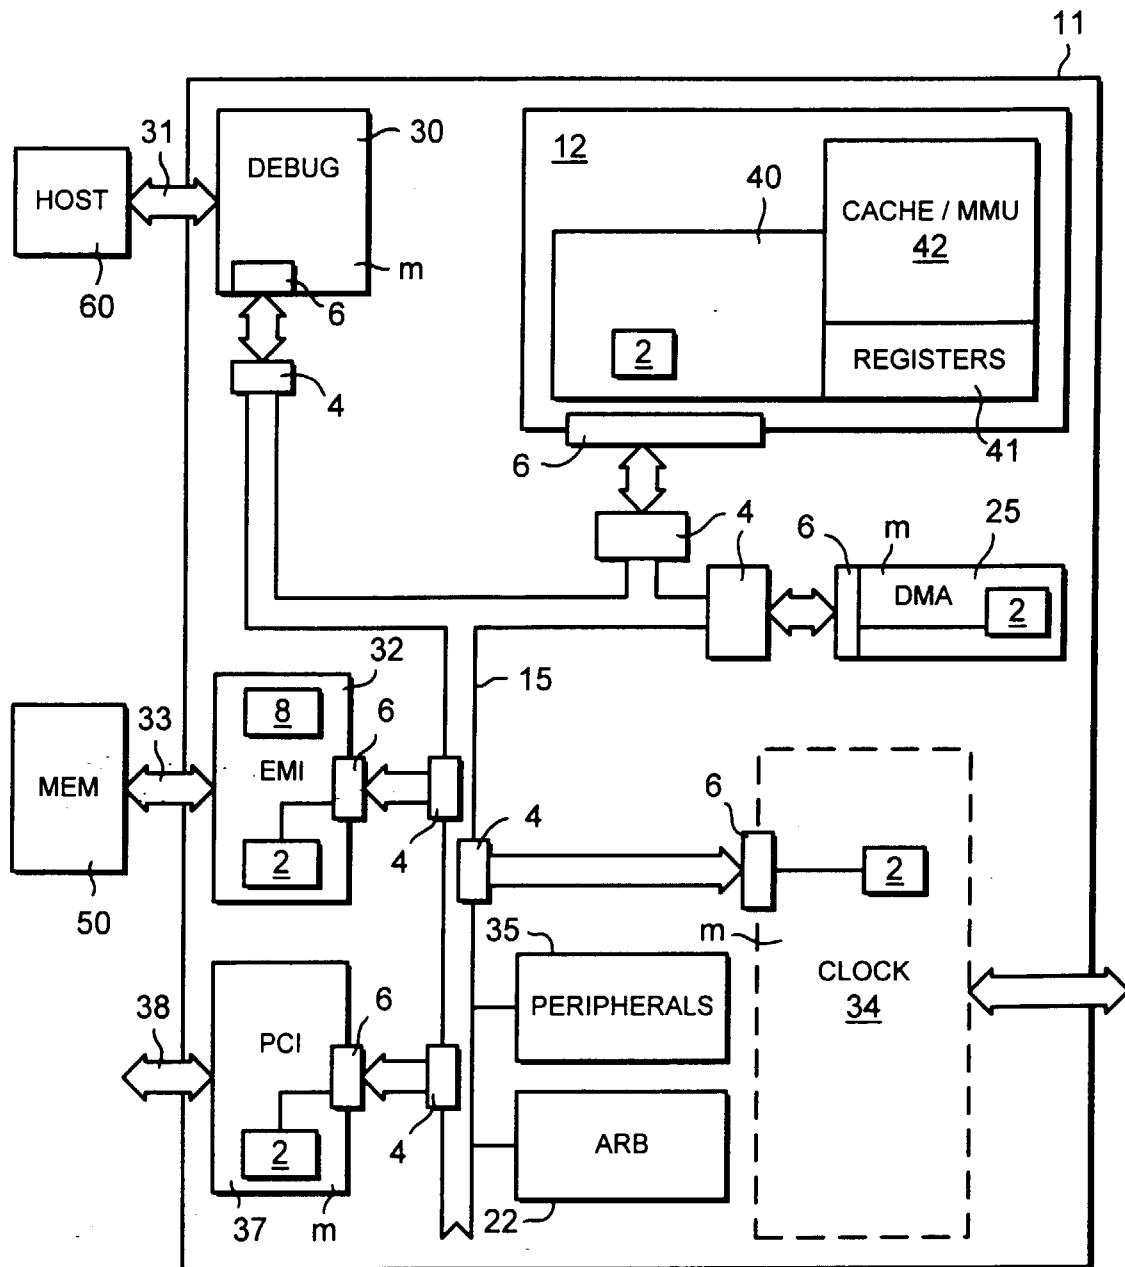 11
31
30
12
HOST
DEBUG
40
CACHE / MMU
42
60
m
6
2
REGISTERS
4
6
41
4
4
6
m
25
DMA
2
32
15
33
8
6
MEM
EMI
4
6
4
2
2
50
m
35
CLOCK
34
38
6
PERIPHERALS
PCI
4
2
ARB
37
m
22